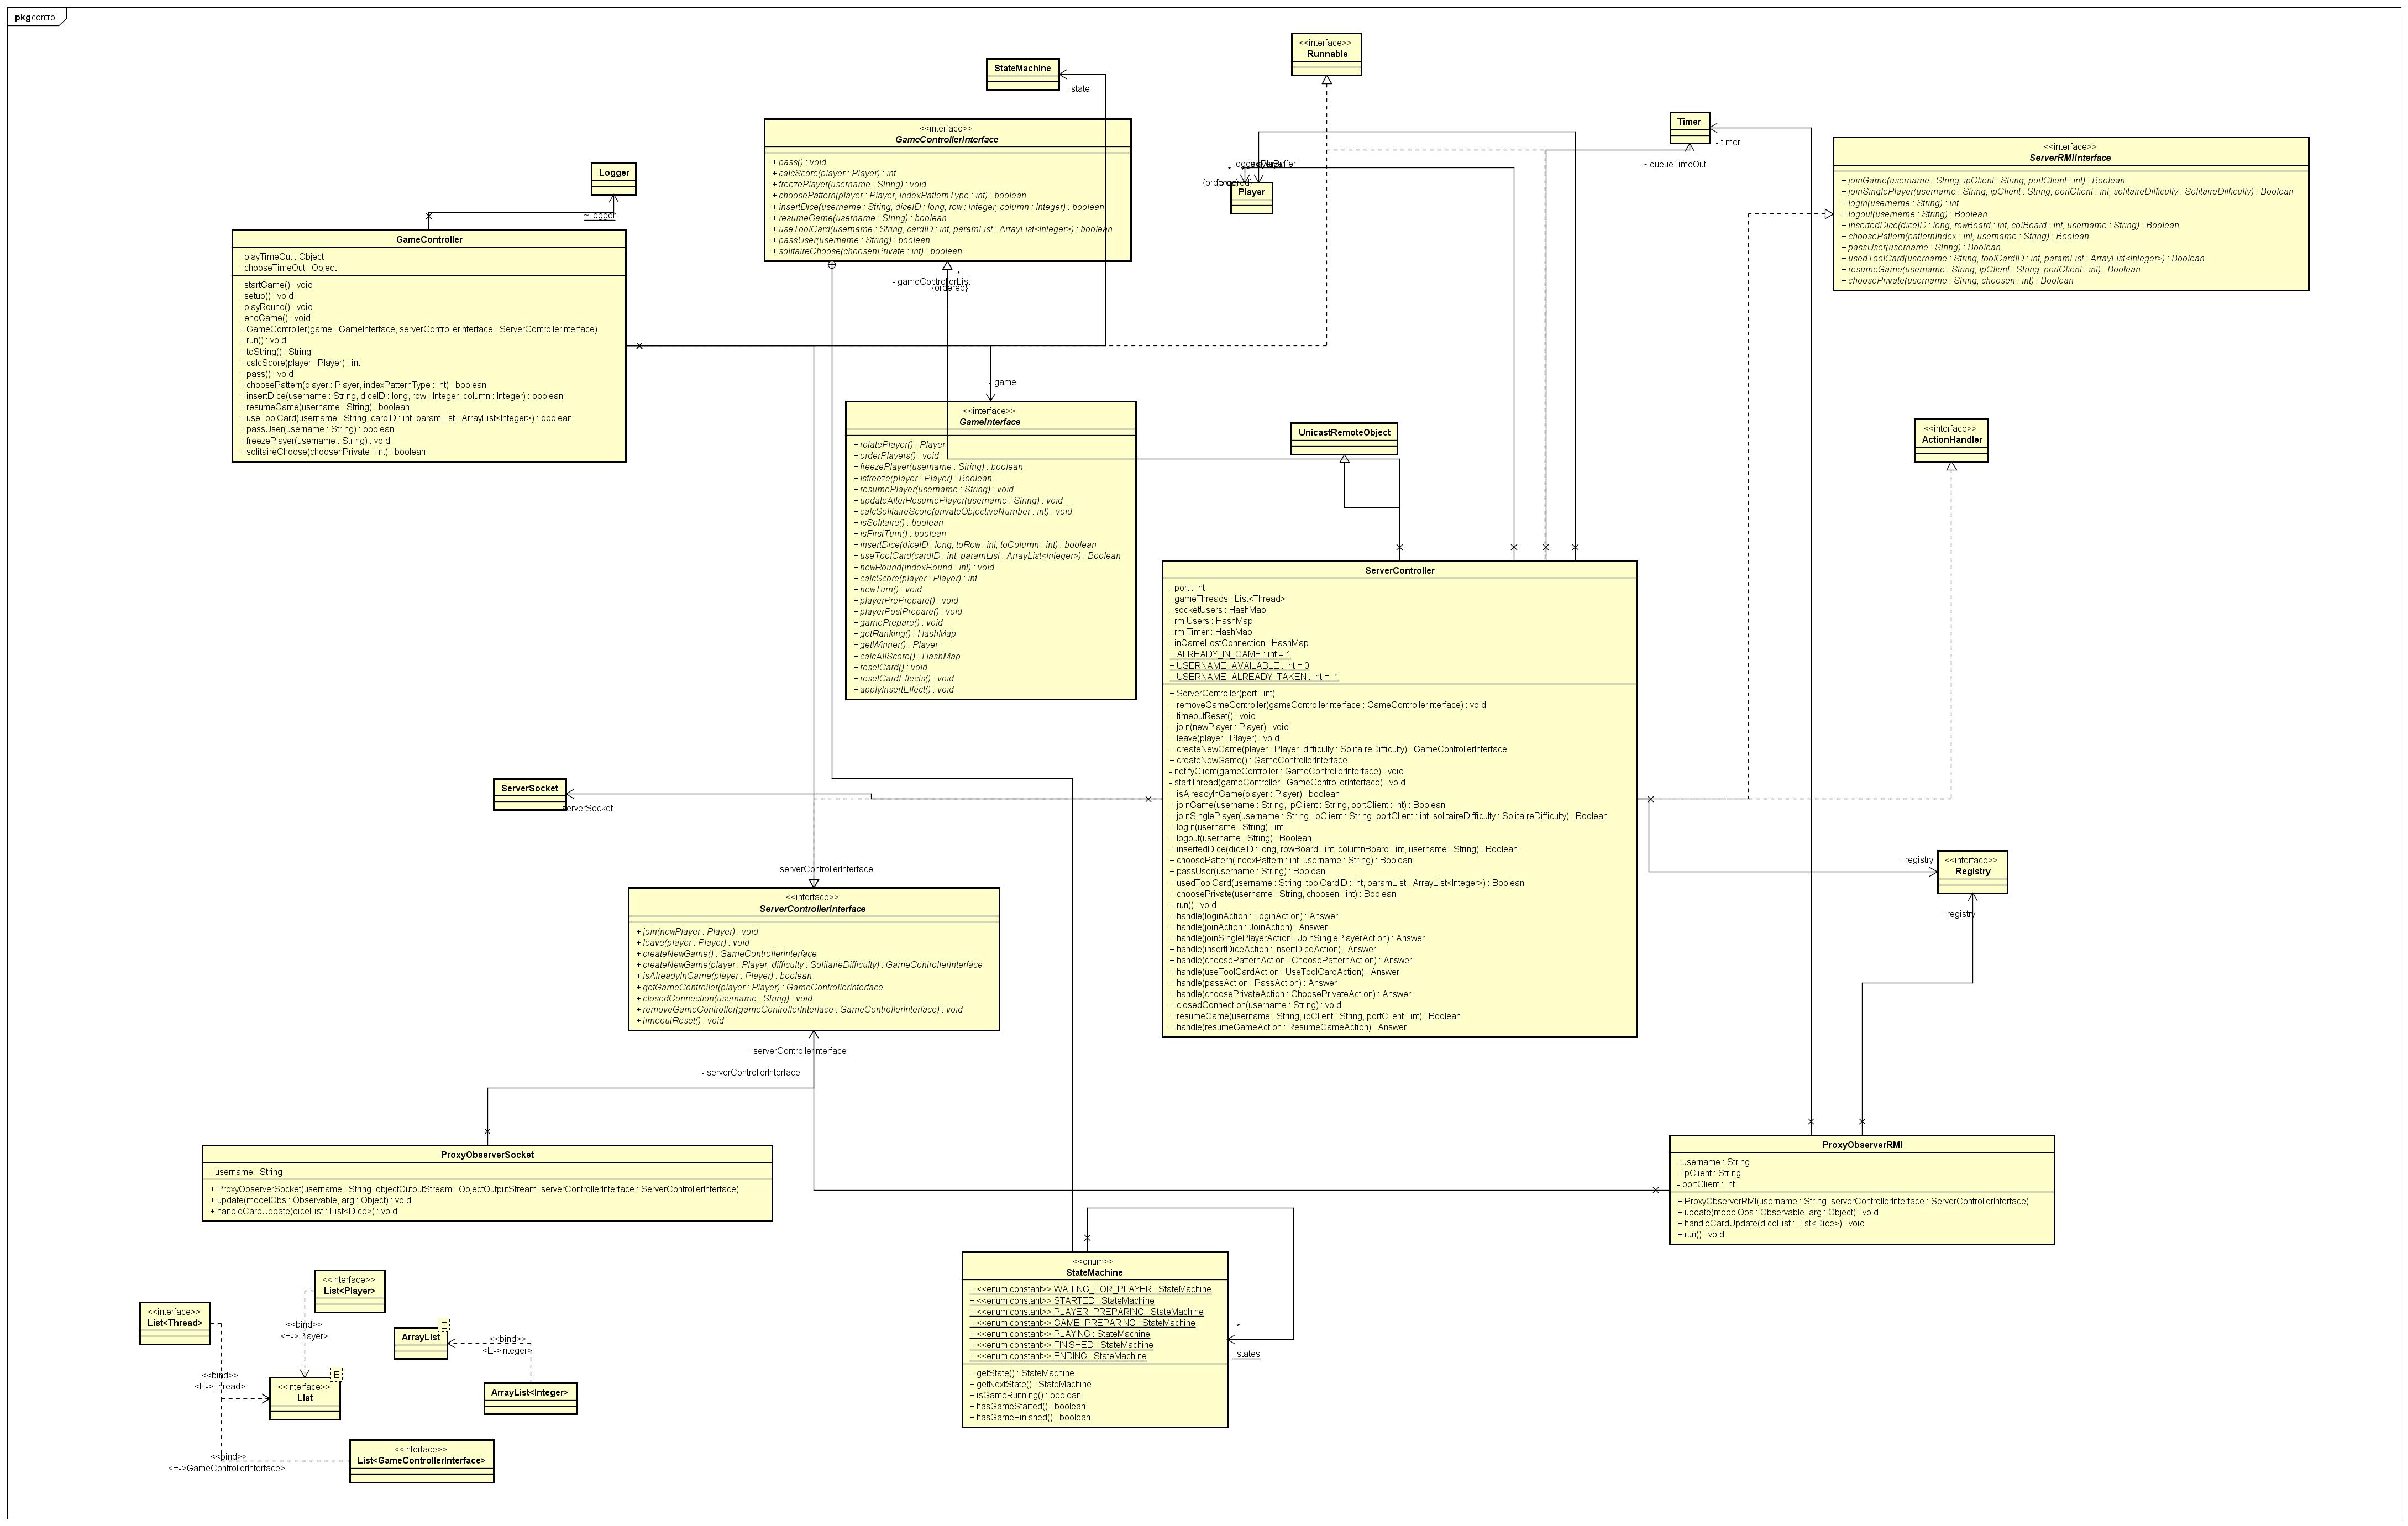 pkg control
<<interface>>
Runnable
StateMachine
- state
<<interface>>
GameControllerInterface
+ pass() : void
+ calcScore(player : Player) : int
+ freezePlayer(username : String) : void
+ choosePattern(player : Player, indexPatternType : int) : boolean
+ insertDice(username : String, diceID : long, row : Integer, column : Integer) : boolean
+ resumeGame(username : String) : boolean
+ useToolCard(username : String, cardID : int, paramList : ArrayList<Integer>) : boolean
+ passUser(username : String) : boolean
+ solitaireChoose(choosenPrivate : int) : boolean
*
- gameControllerList
{ordered}
Timer
- timer
~ queueTimeOut
*
Player
<<interface>>
ServerRMIInterface
+ joinGame(username : String, ipClient : String, portClient : int) : Boolean
+ joinSinglePlayer(username : String, ipClient : String, portClient : int, solitaireDifficulty : SolitaireDifficulty) : Boolean
+ login(username : String) : int
+ logout(username : String) : Boolean
+ insertedDice(diceID : long, rowBoard : int, colBoard : int, username : String) : Boolean
+ choosePattern(patternIndex : int, username : String) : Boolean
+ passUser(username : String) : Boolean
+ usedToolCard(username : String, toolCardID : int, paramList : ArrayList<Integer>) : Boolean
+ resumeGame(username : String, ipClient : String, portClient : int) : Boolean
+ choosePrivate(username : String, choosen : int) : Boolean
Logger
~ logger
GameController
- playTimeOut : Object
- chooseTimeOut : Object
- startGame() : void
- setup() : void
- playRound() : void
- endGame() : void
+ GameController(game : GameInterface, serverControllerInterface : ServerControllerInterface)
+ run() : void
+ toString() : String
+ calcScore(player : Player) : int
+ pass() : void
+ choosePattern(player : Player, indexPatternType : int) : boolean
+ insertDice(username : String, diceID : long, row : Integer, column : Integer) : boolean
+ resumeGame(username : String) : boolean
+ useToolCard(username : String, cardID : int, paramList : ArrayList<Integer>) : boolean
+ passUser(username : String) : boolean
+ freezePlayer(username : String) : void
+ solitaireChoose(choosenPrivate : int) : boolean
- game
<<interface>>
GameInterface
+ rotatePlayer() : Player
+ orderPlayers() : void
+ freezePlayer(username : String) : boolean
+ isfreeze(player : Player) : Boolean
+ resumePlayer(username : String) : void
+ updateAfterResumePlayer(username : String) : void
+ calcSolitaireScore(privateObjectiveNumber : int) : void
+ isSolitaire() : boolean
+ isFirstTurn() : boolean
+ insertDice(diceID : long, toRow : int, toColumn : int) : boolean
+ useToolCard(cardID : int, paramList : ArrayList<Integer>) : Boolean
+ newRound(indexRound : int) : void
+ calcScore(player : Player) : int
+ newTurn() : void
+ playerPrePrepare() : void
+ playerPostPrepare() : void
+ gamePrepare() : void
+ getRanking() : HashMap
+ getWinner() : Player
+ calcAllScore() : HashMap
+ resetCard() : void
+ resetCardEffects() : void
+ applyInsertEffect() : void
UnicastRemoteObject
<<interface>>
ActionHandler
ServerController
- port : int
- gameThreads : List<Thread>
- socketUsers : HashMap
- rmiUsers : HashMap
- rmiTimer : HashMap
- inGameLostConnection : HashMap
+ ALREADY_IN_GAME : int = 1
+ USERNAME_AVAILABLE : int = 0
+ USERNAME_ALREADY_TAKEN : int = -1
+ ServerController(port : int)
+ removeGameController(gameControllerInterface : GameControllerInterface) : void
+ timeoutReset() : void
+ join(newPlayer : Player) : void
+ leave(player : Player) : void
+ createNewGame(player : Player, difficulty : SolitaireDifficulty) : GameControllerInterface
+ createNewGame() : GameControllerInterface
- notifyClient(gameController : GameControllerInterface) : void
- startThread(gameController : GameControllerInterface) : void
+ isAlreadyInGame(player : Player) : boolean
+ joinGame(username : String, ipClient : String, portClient : int) : Boolean
+ joinSinglePlayer(username : String, ipClient : String, portClient : int, solitaireDifficulty : SolitaireDifficulty) : Boolean
+ login(username : String) : int
+ logout(username : String) : Boolean
+ insertedDice(diceID : long, rowBoard : int, columnBoard : int, username : String) : Boolean
+ choosePattern(indexPattern : int, username : String) : Boolean
+ passUser(username : String) : Boolean
+ usedToolCard(username : String, toolCardID : int, paramList : ArrayList<Integer>) : Boolean
+ choosePrivate(username : String, choosen : int) : Boolean
+ run() : void
+ handle(loginAction : LoginAction) : Answer
+ handle(joinAction : JoinAction) : Answer
+ handle(joinSinglePlayerAction : JoinSinglePlayerAction) : Answer
+ handle(insertDiceAction : InsertDiceAction) : Answer
+ handle(choosePatternAction : ChoosePatternAction) : Answer
+ handle(useToolCardAction : UseToolCardAction) : Answer
+ handle(passAction : PassAction) : Answer
+ handle(choosePrivateAction : ChoosePrivateAction) : Answer
+ closedConnection(username : String) : void
+ resumeGame(username : String, ipClient : String, portClient : int) : Boolean
+ handle(resumeGameAction : ResumeGameAction) : Answer
ServerSocket
serverSocket
- registry
<<interface>>
Registry
- registry
- serverControllerInterface
<<interface>>
ServerControllerInterface
+ join(newPlayer : Player) : void
+ leave(player : Player) : void
+ createNewGame() : GameControllerInterface
+ createNewGame(player : Player, difficulty : SolitaireDifficulty) : GameControllerInterface
+ isAlreadyInGame(player : Player) : boolean
+ getGameController(player : Player) : GameControllerInterface
+ closedConnection(username : String) : void
+ removeGameController(gameControllerInterface : GameControllerInterface) : void
+ timeoutReset() : void
- serverControllerInterface
- serverControllerInterface
ProxyObserverSocket
- username : String
+ ProxyObserverSocket(username : String, objectOutputStream : ObjectOutputStream, serverControllerInterface : ServerControllerInterface)
+ update(modelObs : Observable, arg : Object) : void
+ handleCardUpdate(diceList : List<Dice>) : void
ProxyObserverRMI
- username : String
- ipClient : String
- portClient : int
+ ProxyObserverRMI(username : String, serverControllerInterface : ServerControllerInterface)
+ update(modelObs : Observable, arg : Object) : void
+ handleCardUpdate(diceList : List<Dice>) : void
+ run() : void
<<enum>>
StateMachine
+ <<enum constant>> WAITING_FOR_PLAYER : StateMachine
+ <<enum constant>> STARTED : StateMachine
+ <<enum constant>> PLAYER_PREPARING : StateMachine
+ <<enum constant>> GAME_PREPARING : StateMachine
+ <<enum constant>> PLAYING : StateMachine
+ <<enum constant>> FINISHED : StateMachine
+ <<enum constant>> ENDING : StateMachine
+ getState() : StateMachine
+ getNextState() : StateMachine
+ isGameRunning() : boolean
+ hasGameStarted() : boolean
+ hasGameFinished() : boolean
*
- states
<<interface>>
List<Player>
<<interface>>
List<Thread>
<<bind>>
<E->Player>
E
ArrayList
<<bind>>
<E->Integer>
ArrayList<Integer>
<<bind>>
<E->Thread>
E
<<interface>>
List
<<bind>>
<E->GameControllerInterface>
<<interface>>
List<GameControllerInterface>